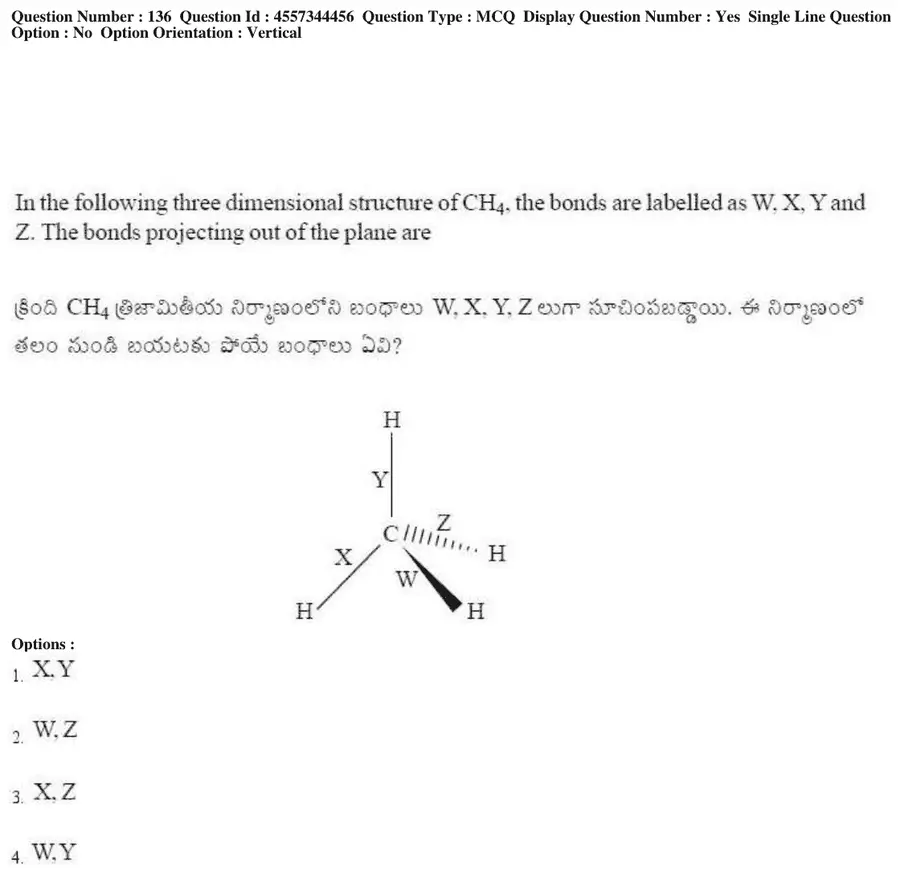 Question Number : 136 Question Id : 4557344456 Question Type : MCQ Display Question Number : Yes Single Line Question
Option : No Option Orientation : Vertical
In the following three dimensional structure of CH4, the bonds are labelled as W, X, Y and
Z. The bonds projecting out of the plane are
క్రింది CH4 త్రిజామితీయ నిర్మాణంలోని బంధాలు W, X, Y, Z లుగా సూచింపబడ్డాయి. ఈ నిర్మాణంలో
తలం నుండి బయటకు పోయే బంధాలు ఏవి?
H
Y
C
Z
H
X
W
H
H
Options :
1. X, Y
2. W, Z
3. X, Z
4. W, Y